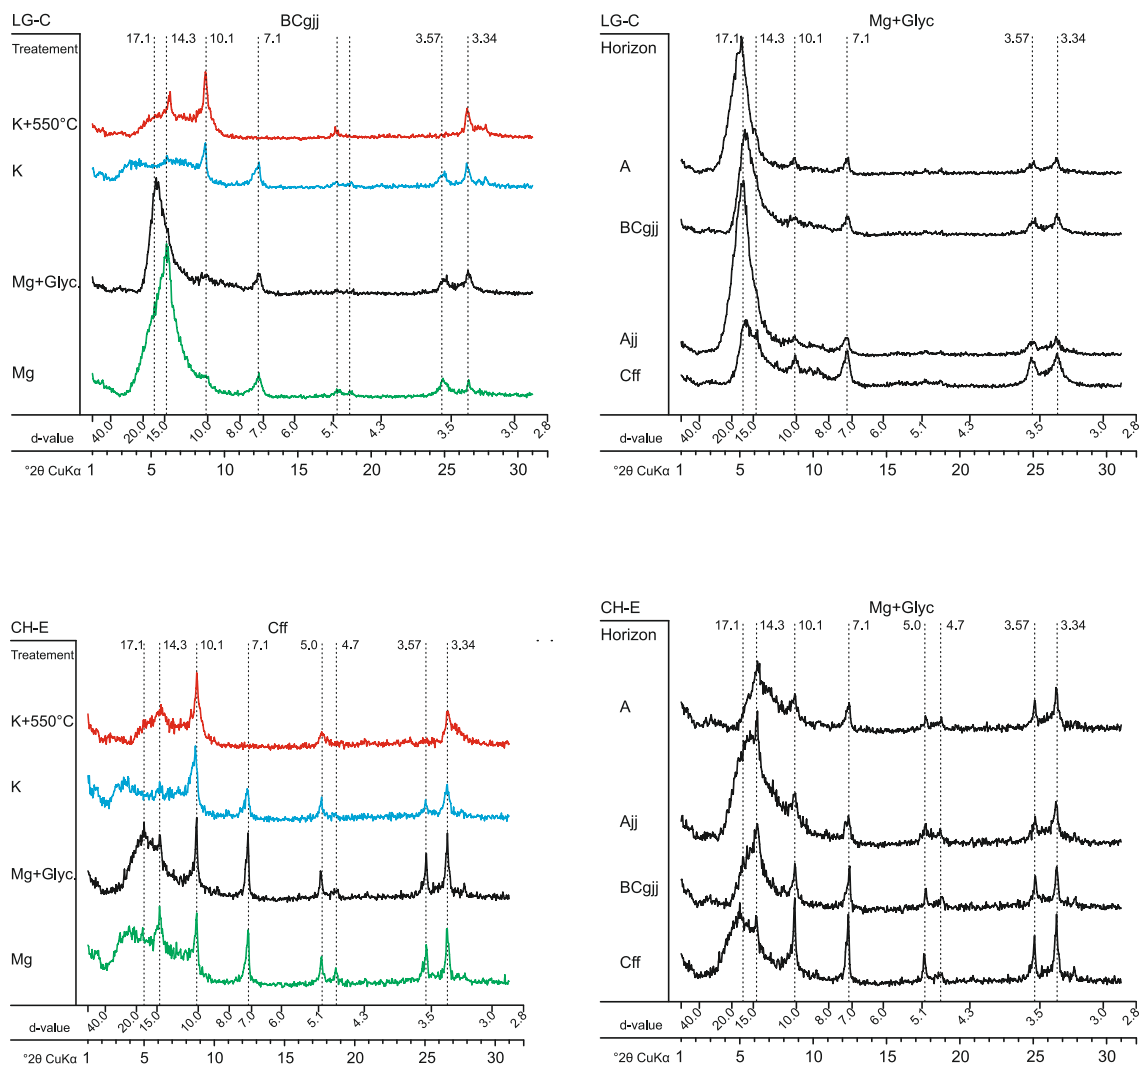 LG-C BCgjj
Treatement 17.1 14.3 10.1 7.1 3.57 3.34
K+550°C
K
Mg+Glyc.
Mg
d-value 40.0 20.0 15.0 10.0 8.0 7.0 6.0 5.1 4.3 3.5 3.0 2.8
°2θ CuKα 1 5 10 15 20 25 30
LG-C Mg+Glyc
Horizon 17.1 14.3 10.1 7.1 3.57 3.34
A
BCgjj
Ajj
Cff
d-value 40.0 20.0 15.0 10.0 8.0 7.0 6.0 5.1 4.3 3.5 3.0 2.8
°2θ CuKα 1 5 10 15 20 25 30
CH-E Cff
Treatement 17.1 14.3 10.1 7.1 5.0 4.7 3.57 3.34
K+550°C
K
Mg+Glyc.
Mg
d-value 40.0 20.0 15.0 10.0 8.0 7.0 6.0 5.1 4.3 3.5 3.0 2.8
°2θ CuKα 1 5 10 15 20 25 30
CH-E Mg+Glyc
Horizon 17.1 14.3 10.1 7.1 5.0 4.7 3.57 3.34
A
Ajj
BCgjj
Cff
d-value 40.0 20.0 15.0 10.0 8.0 7.0 6.0 5.1 4.3 3.5 3.0 2.8
°2θ CuKα 1 5 10 15 20 25 30